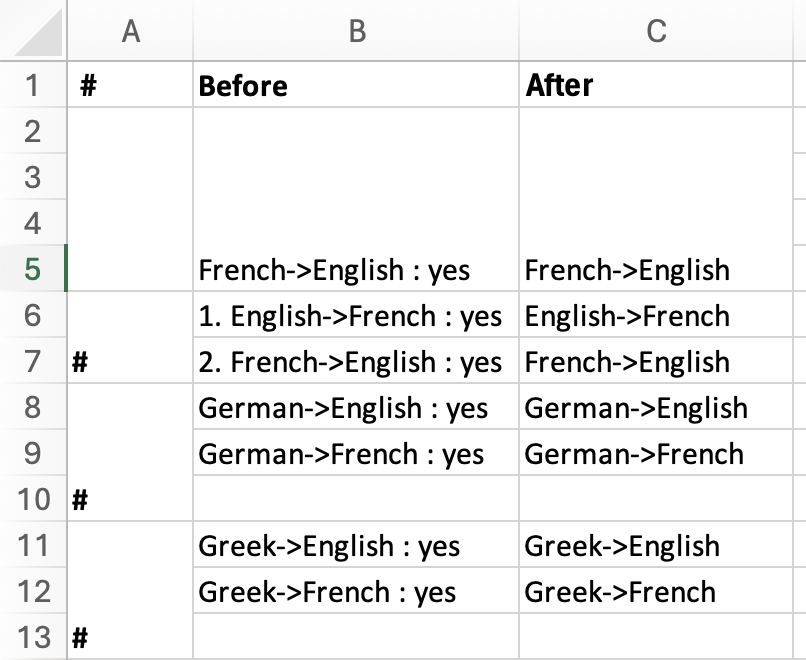 A B C
1 # Before After
2
3
4
5 French->English : yes French->English
6 1. English->French : yes English->French
7 # 2. French->English : yes French->English
8 German->English : yes German->English
9 German->French : yes German->French
10 #
11 Greek->English : yes Greek->English
12 Greek->French : yes Greek->French
13 #